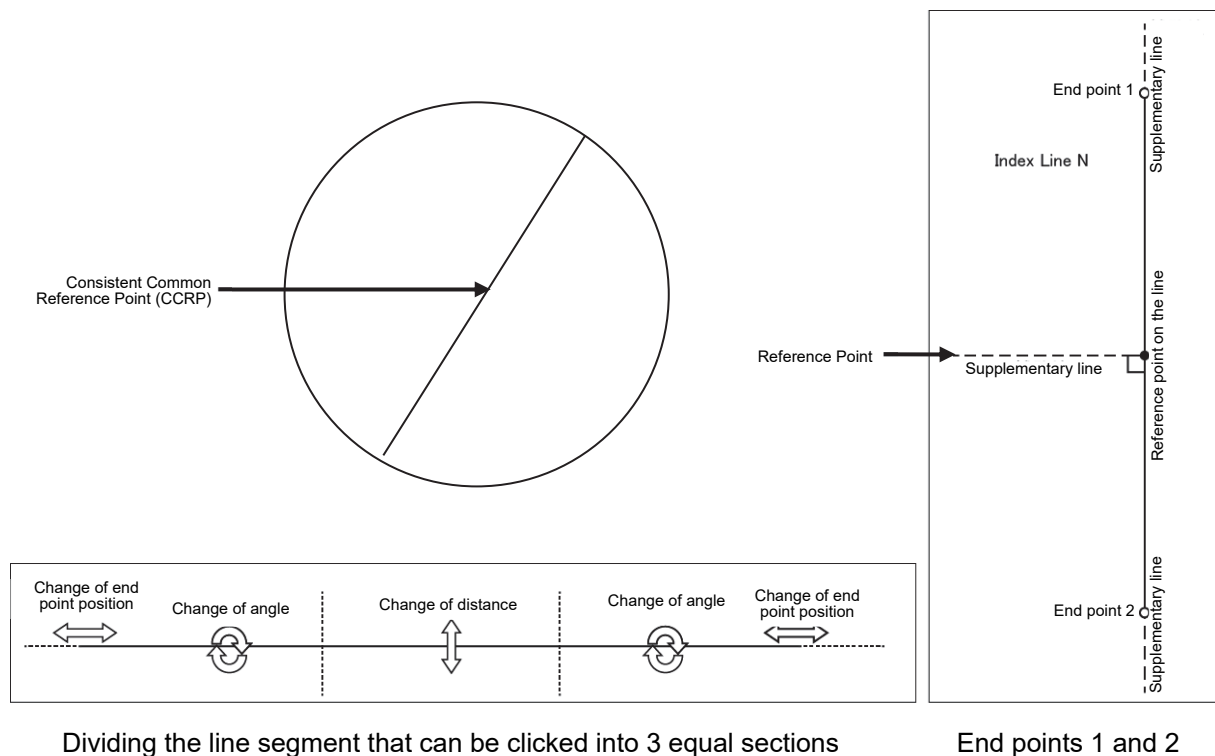 Consistent Common
Reference Point (CCRP)
End point 1
Supplementary line
Index Line N
Reference point on the line
Reference Point
Supplementary line
End point 2
Supplementary line
Change of end
point position
Change of angle
Change of distance
Change of angle
Change of end
point position
Dividing the line segment that can be clicked into 3 equal sections
End points 1 and 2